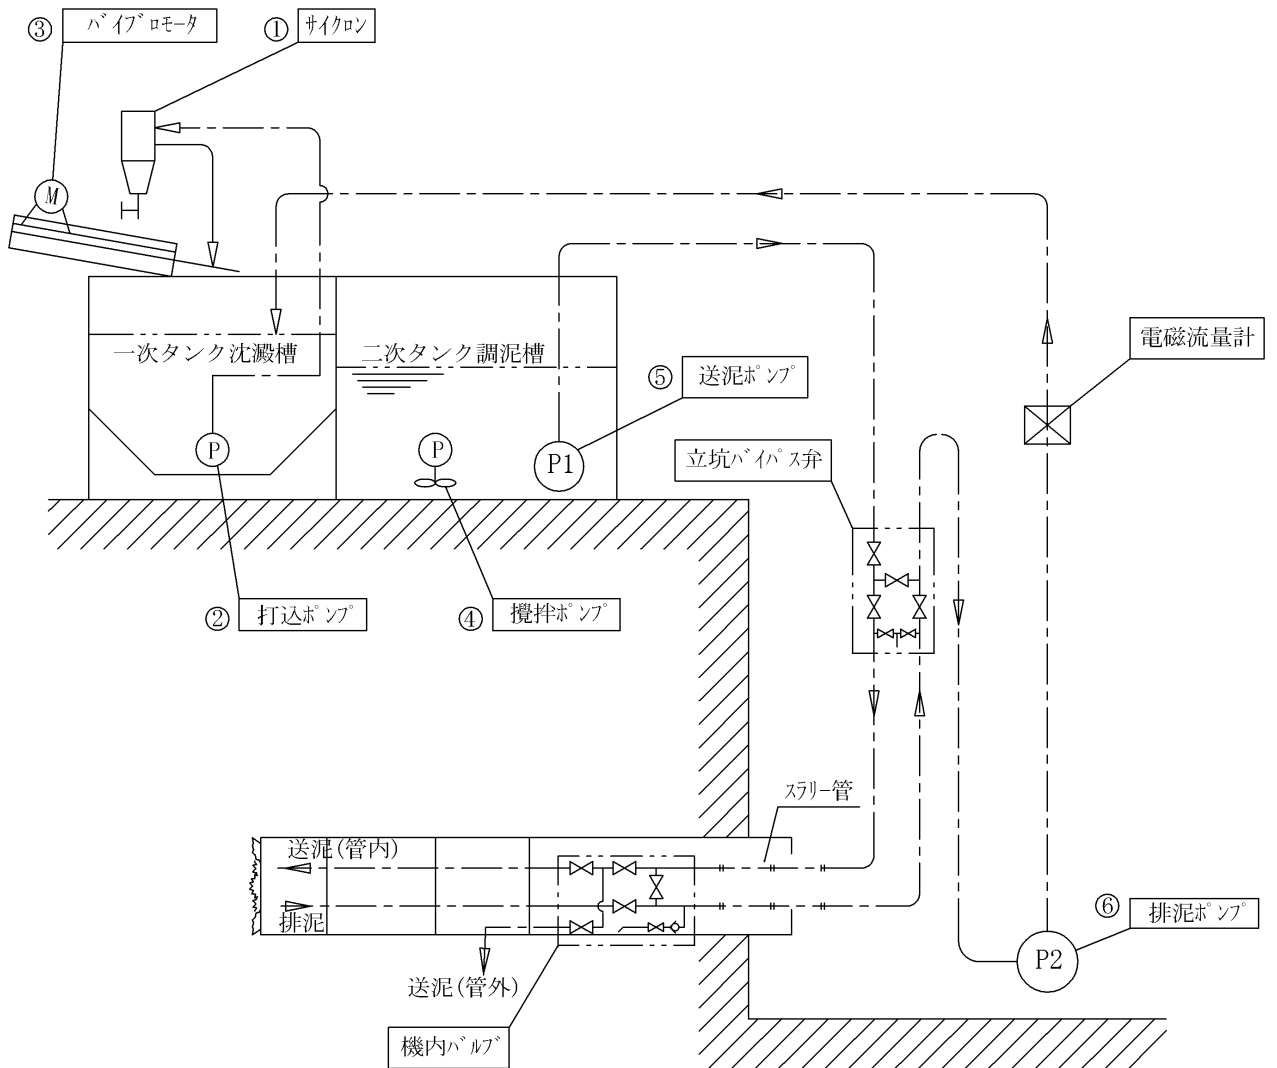 ③ バイブロモータ
① サイクロン
M
一次タンク沈澱槽
二次タンク調泥槽
⑤ 送泥ポンプ
電磁流量計
P
P
P1
立坑バイパス弁
② 打込ポンプ
④ 攪拌ポンプ
スラリー管
送泥(管内)
排泥
⑥ 排泥ポンプ
P2
送泥(管外)
機内バルブ